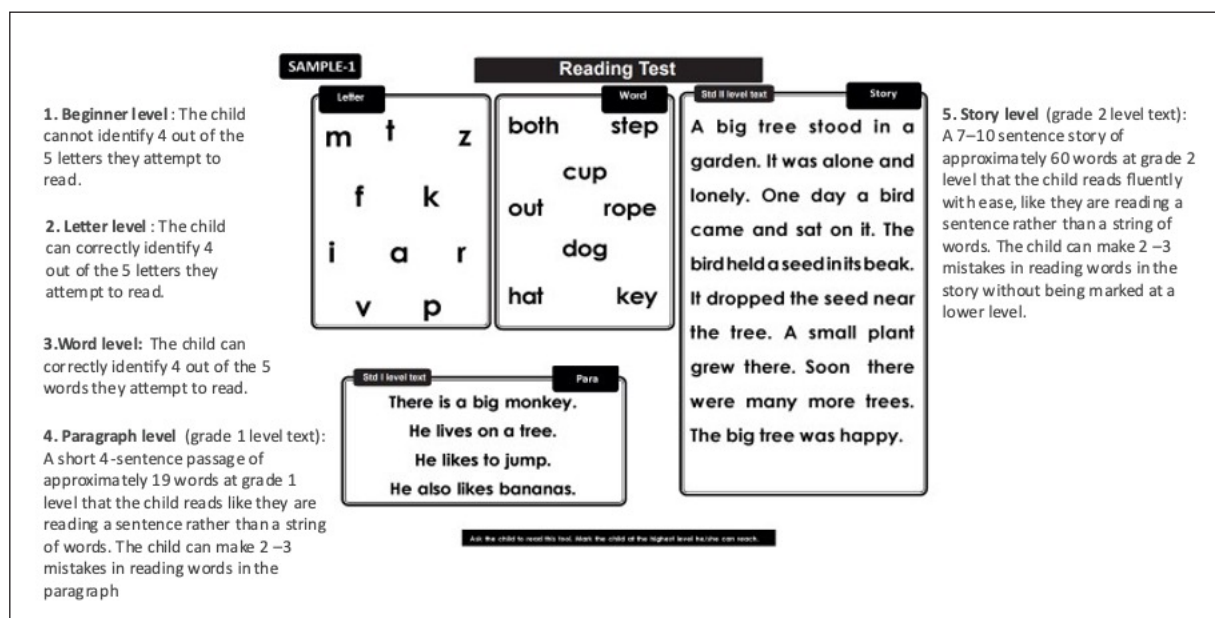 SAMPLE-1
Reading Test
1. Beginner level : The child
cannot identify 4 out of the
5 letters they attempt to
read.
2. Letter level : The child
can correctly identify 4
out of the 5 letters they
attempt to read.
3.Word level: The child can
correctly identify 4 out of the 5
words they attempt to read.
4. Paragraph level (grade 1 level text):
A short 4-sentence passage of
approximately 19 words at grade 1
level that the child reads like they are
reading a sentence rather than a string
of words. The child can make 2 –3
mistakes in reading words in the
paragraph
Letter
m t z
f k
i a r
v p
Word
both step
cup
out rope
dog
hat key
Std I level text Para
There is a big monkey.
He lives on a tree.
He likes to jump.
He also likes bananas.
Std II level text Story
A big tree stood in a
garden. It was alone and
lonely. One day a bird
came and sat on it. The
bird held a seed in its beak.
It dropped the seed near
the tree. A small plant
grew there. Soon there
were many more trees.
The big tree was happy.
5. Story level (grade 2 level text):
A 7–10 sentence story of
approximately 60 words at grade 2
level that the child reads fluently
with ease, like they are reading a
sentence rather than a string of
words. The child can make 2 –3
mistakes in reading words in the
story without being marked at a
lower level.
Ask the child to read this tool. Mark the child at the highest level he/she can reach.